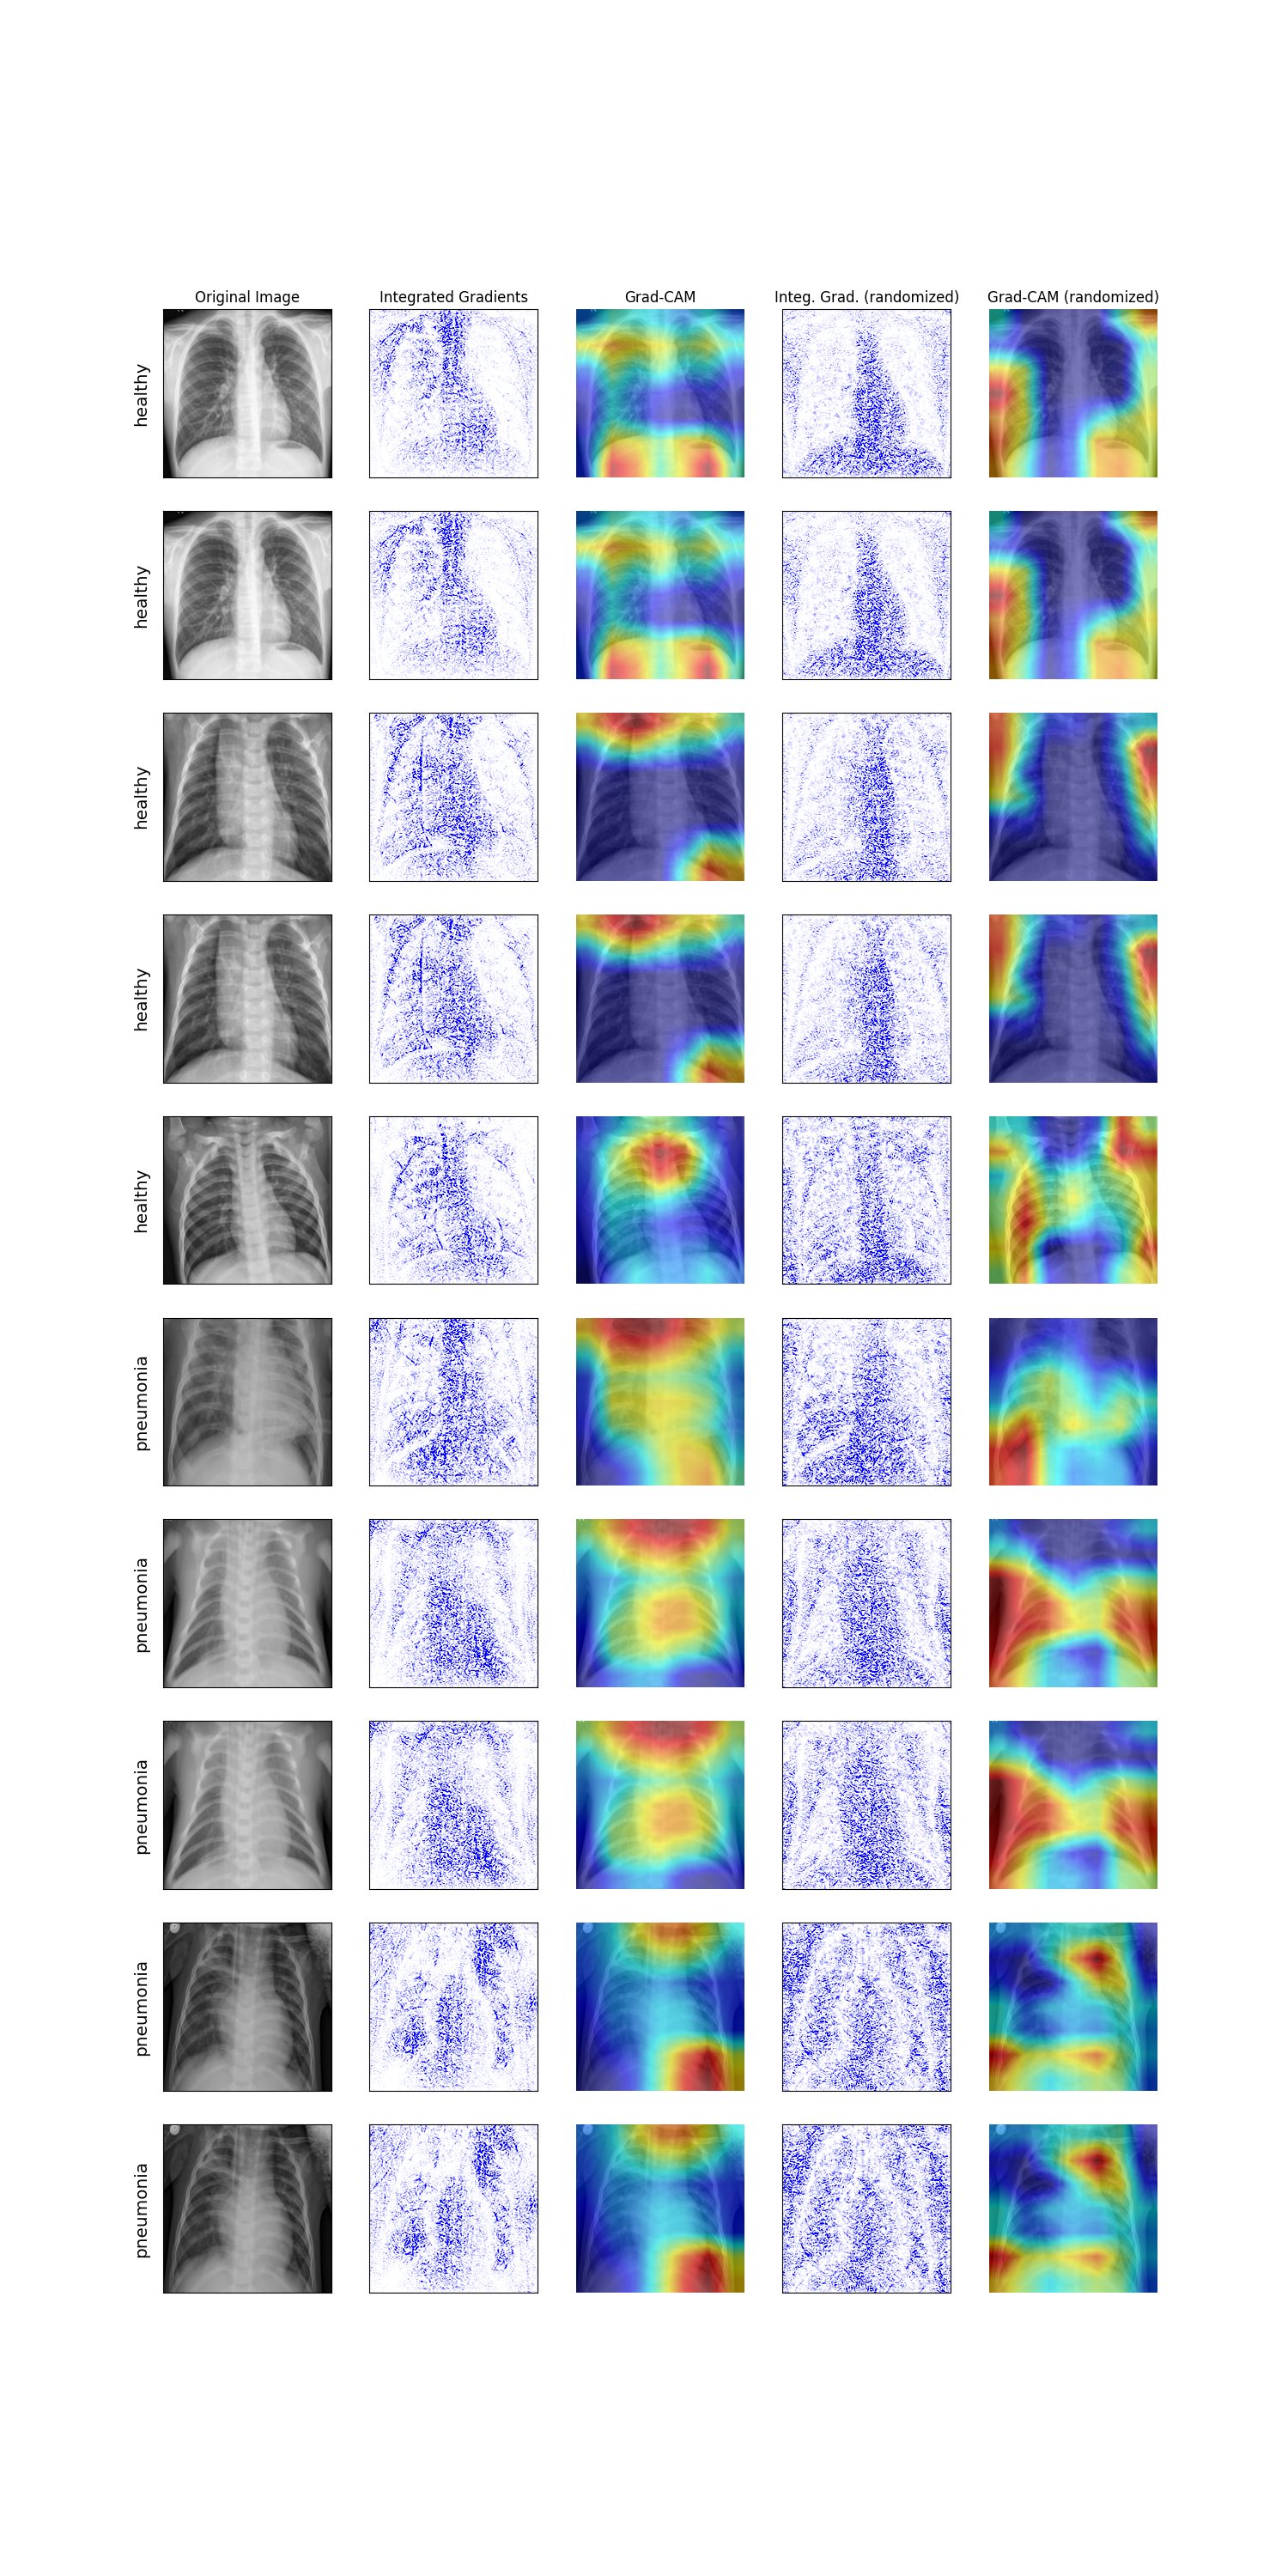 Original Image
Integrated Gradients
Grad-CAM
Integ. Grad. (randomized)
Grad-CAM (randomized)
healthy
healthy
healthy
healthy
healthy
pneumonia
pneumonia
pneumonia
pneumonia
pneumonia